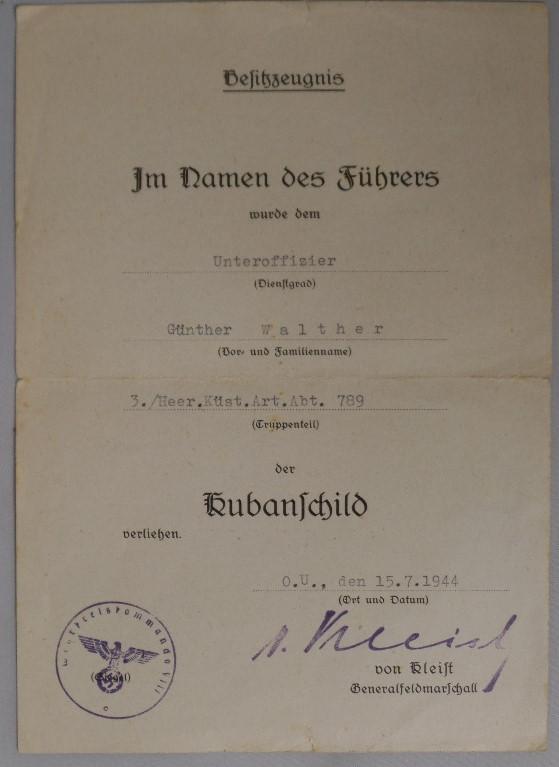 Besitzzeugnis
Im Namen des Führers
wurde dem
Unteroffizier
(Dienstgrad)
Günther W a l t h e r
(Vor- und Familienname)
3./Heer.Küst.Art.Abt. 789
(Truppenteil)
der
Kubanschild
verliehen.
O.U., den 15.7.1944
(Ort und Datum)
v. Kleist
von Kleist
Generalfeldmarschall
(Siegel)